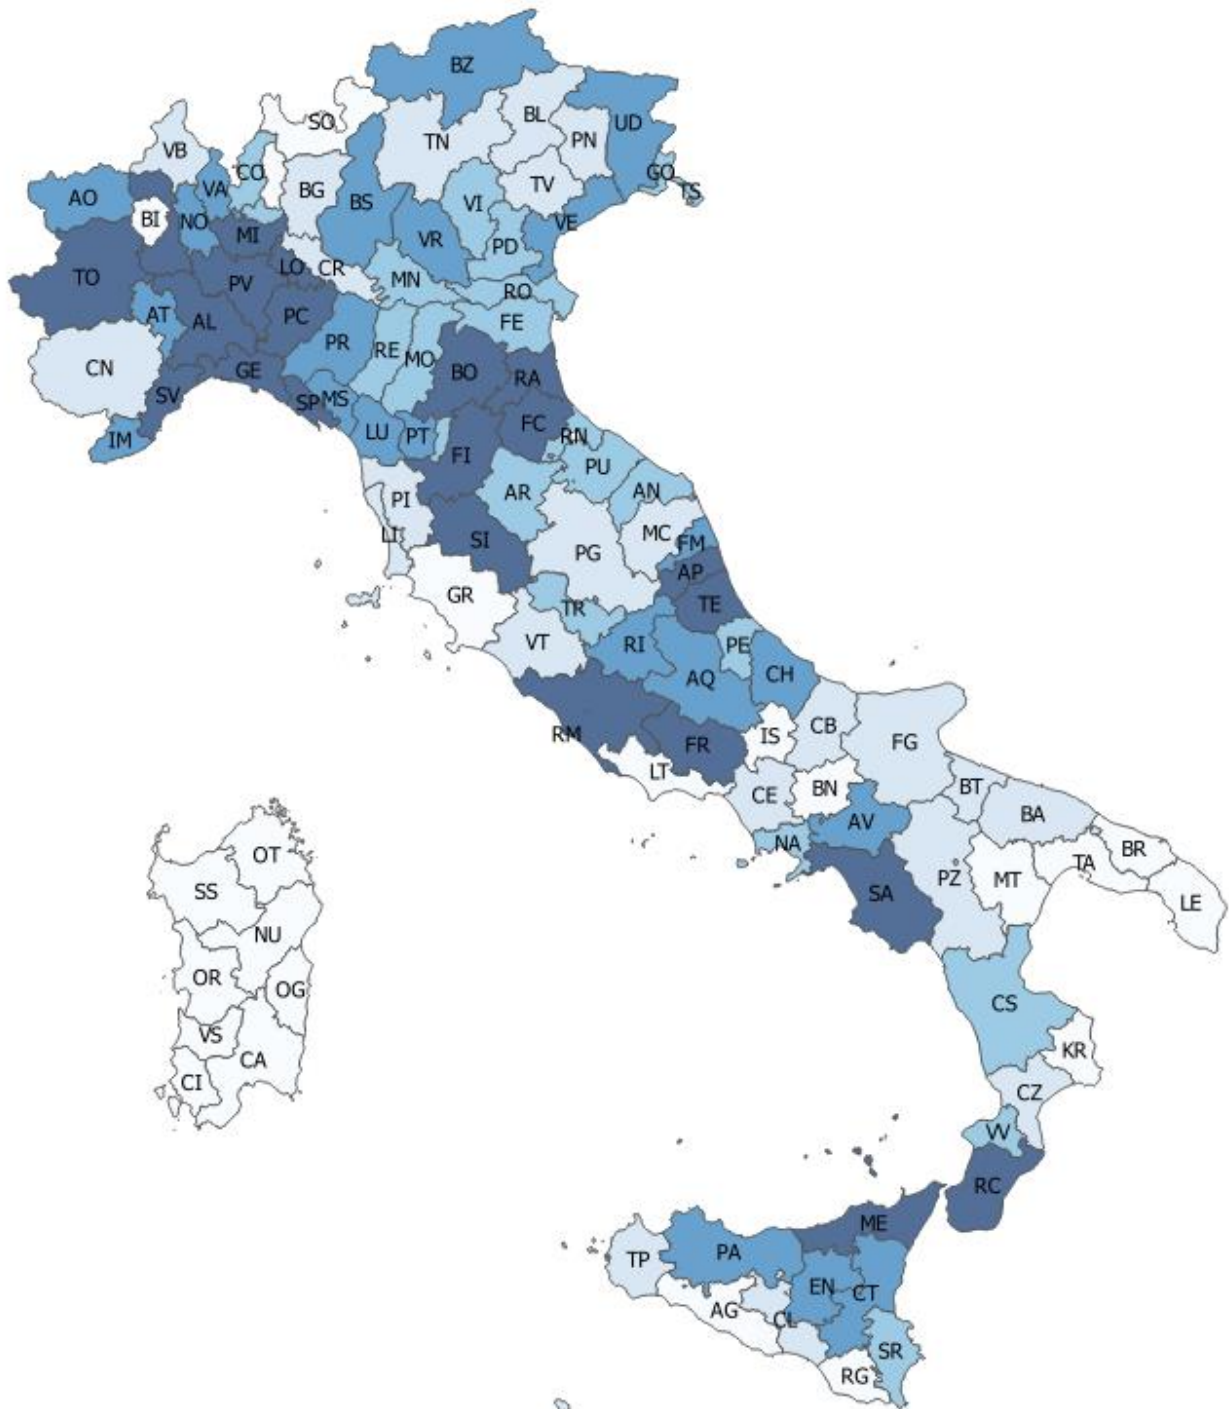 BZ
SO
BL
UD
TN
PN
VB
CO
GO
TS
AO
VA
BG
TV
BS
BI
NO
VI
VE
MI
VR
PD
TO
LO
CR
PV
MN
RO
AT
AL
PC
FE
PR
RE
MO
CN
GE
BO
RA
SV
SP
MS
FC
IM
LU
PT
RN
FI
PU
AR
AN
PI
LI
MC
SI
PG
FM
AP
GR
TR
TE
VT
RI
PE
AQ
CH
RM
FR
IS
CB
FG
LT
CE
BN
BT
BA
AV
NA
OT
BR
TA
SS
SA
PZ
MT
LE
NU
OR
OG
CS
VS
CA
KR
CI
CZ
VV
RC
ME
TP
PA
EN
CT
AG
CL
SR
RG